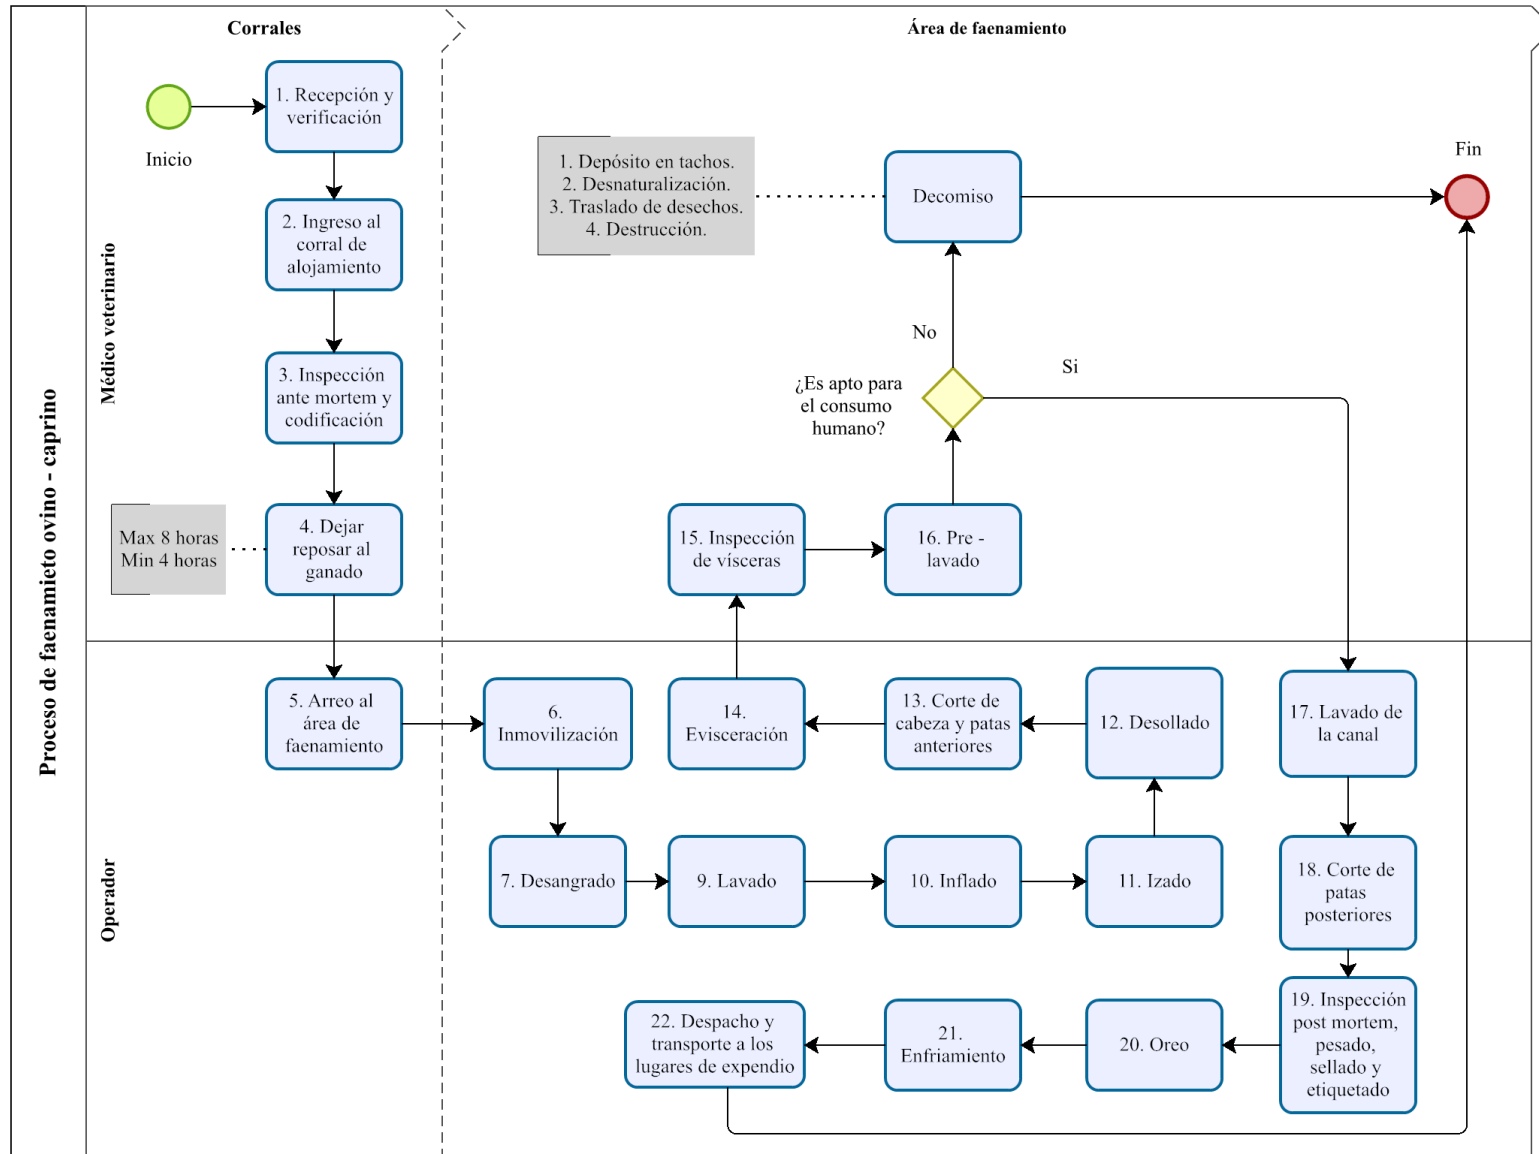 Corrales
Área de faenamiento
Proceso de faenamieto ovino - caprino
Médico veterinario
Operador
Inicio
1. Recepción y
verificación
2. Ingreso al
corral de
alojamiento
3. Inspección
ante mortem y
codificación
Max 8 horas
Min 4 horas
4. Dejar
reposar al
ganado
5. Arreo al
área de
faenamiento
6.
Inmovilización
7. Desangrado
9. Lavado
10. Inflado
11. Izado
12. Desollado
13. Corte de
cabeza y patas
anteriores
14.
Evisceración
15. Inspección
de vísceras
16. Pre -
lavado
¿Es apto para
el consumo
humano?
No
Si
1. Depósito en tachos.
2. Desnaturalización.
3. Traslado de desechos.
4. Destrucción.
Decomiso
Fin
17. Lavado de
la canal
18. Corte de
patas
posteriores
19. Inspección
post mortem,
pesado,
sellado y
etiquetado
20. Oreo
21.
Enfriamiento
22. Despacho y
transporte a los
lugares de expendio